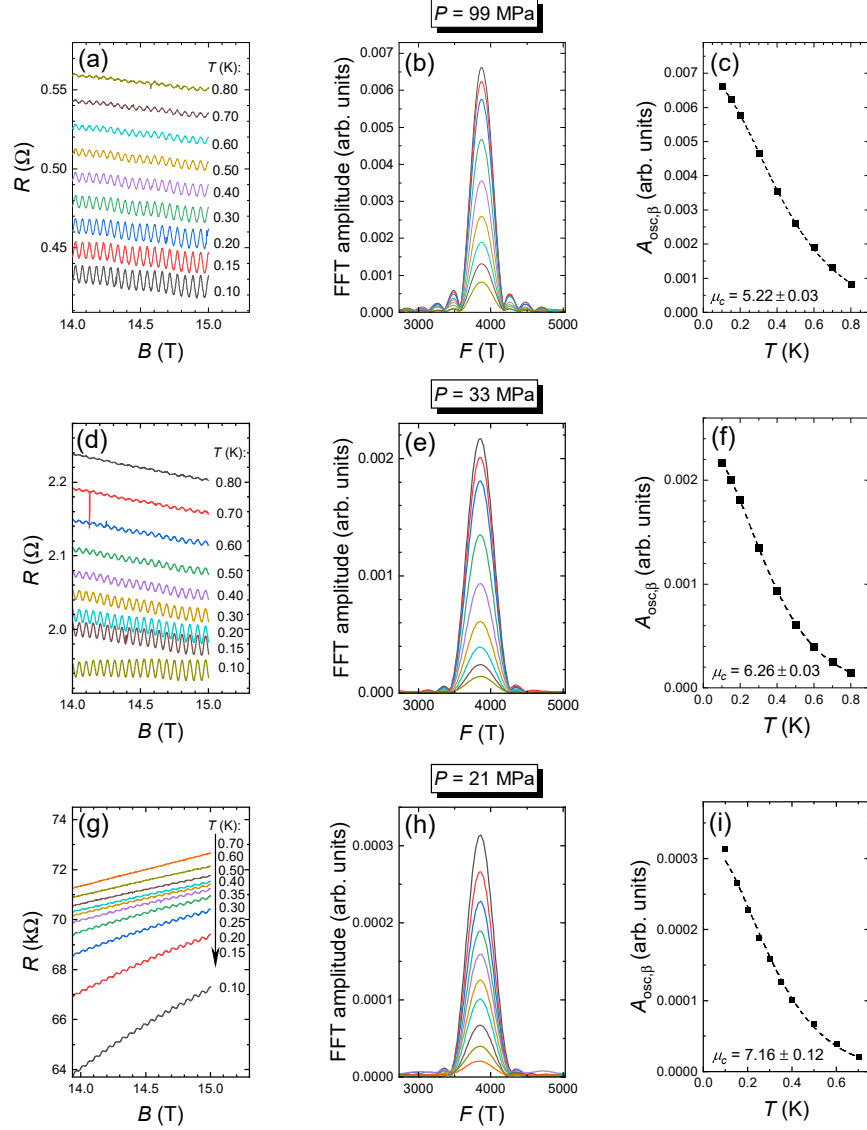 P = 99 MPa
(a)
T (K):
0.80
0.70
0.60
0.50
0.40
0.30
0.20
0.15
0.10
0.55
0.50
0.45
R (Ω)
14.0
14.5
15.0
B (T)
(b)
0.007
0.006
0.005
0.004
0.003
0.002
0.001
0.000
FFT amplitude (arb. units)
3000
4000
5000
F (T)
(c)
0.007
0.006
0.005
0.004
0.003
0.002
0.001
0.000
A_osc,β (arb. units)
μc = 5.22 ± 0.03
0.0
0.2
0.4
0.6
0.8
T (K)
P = 33 MPa
(d)
T (K):
0.80
0.70
0.60
0.50
0.40
0.30
0.20
0.15
0.10
2.2
2.1
2.0
R (Ω)
14.0
14.5
15.0
B (T)
(e)
0.002
0.001
0.000
FFT amplitude (arb. units)
3000
4000
5000
F (T)
(f)
0.002
0.001
0.000
A_osc,β (arb. units)
μc = 6.26 ± 0.03
0.0
0.2
0.4
0.6
0.8
T (K)
P = 21 MPa
(g)
T (K):
0.70
0.60
0.50
0.40
0.35
0.30
0.25
0.20
0.15
0.10
74
72
70
68
66
64
R (kΩ)
14.0
14.5
15.0
B (T)
(h)
0.0003
0.0002
0.0001
0.0000
FFT amplitude (arb. units)
3000
4000
5000
F (T)
(i)
0.0003
0.0002
0.0001
0.0000
A_osc,β (arb. units)
μc = 7.16 ± 0.12
0.0
0.2
0.4
0.6
T (K)